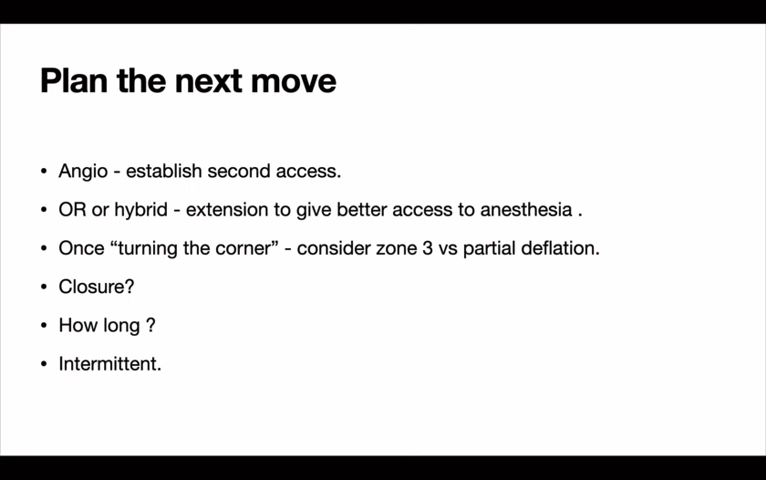 Plan the next move
• Angio - establish second access.
• OR or hybrid - extension to give better access to anesthesia .
• Once “turning the corner” - consider zone 3 vs partial deflation.
• Closure?
• How long ?
• Intermittent.